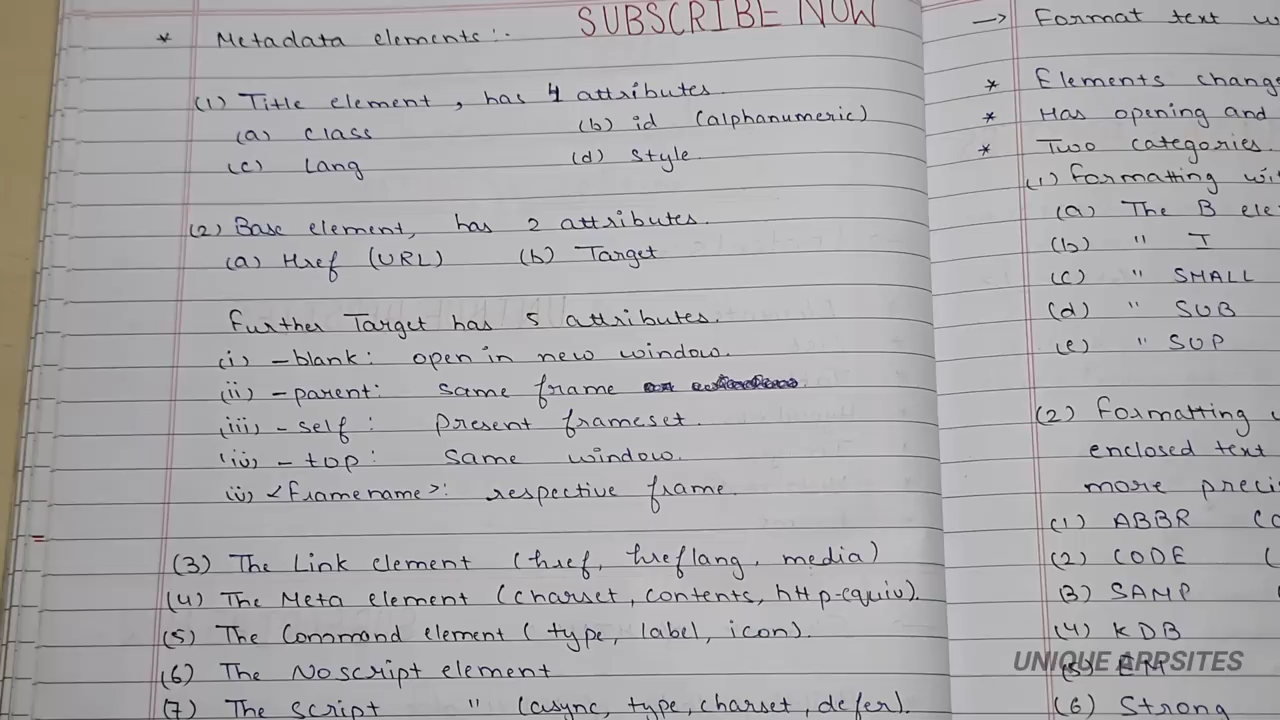 SUBSCRIBE NOW
* Metadata elements :-
(1) Title element, has 4 attributes.
(a) class (b) id (alphanumeric)
(c) Lang (d) Style.
(2) Base element, has 2 attributes.
(a) Href (URL) (b) Target
Further Target has 5 attributes.
(i) -blank: open in new window.
(ii) -parent: same frame
(iii) -self: Present frameset.
(iv) -top: same window.
(v) <Framename>: respective frame.
(3) The Link element (href, hreflang, media)
(4) The Meta element (charset, contents, http-equiv).
(5) The Command element (type, label, icon).
(6) The Noscript element
(7) The Script " (async, type, charset, defer).
→ Format text
* Elements chang
* Has opening and
* Two categories.
(1) Formatting wi
(a) The B ele
(b) " I
(c) " SMALL
(d) " SUB
(e) " SUP
(2) Formatting
enclosed text
more preci
(1) ABBR (
(2) CODE (
(3) SAMP
(4) KDB
(5) EM
(6) Strong
UNIQUE APPSITES